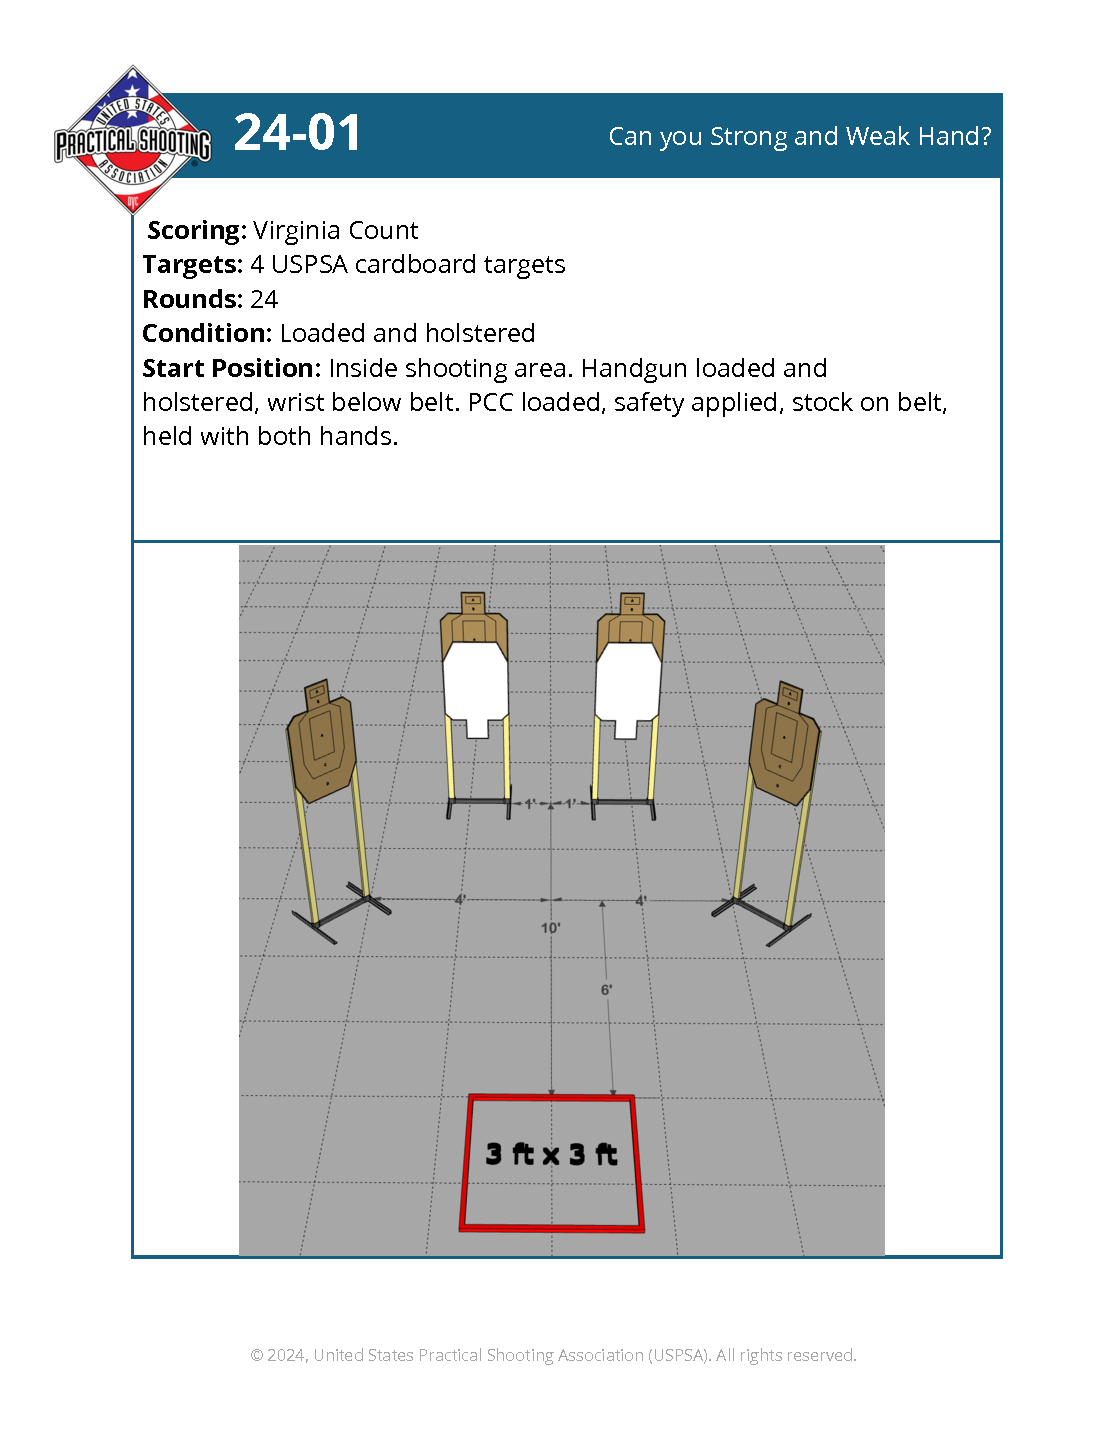 UNITED STATES
PRACTICAL SHOOTING
ASSOCIATION
DVC
24-01
Can you Strong and Weak Hand?
Scoring: Virginia Count
Targets: 4 USPSA cardboard targets
Rounds: 24
Condition: Loaded and holstered
Start Position: Inside shooting area. Handgun loaded and
holstered, wrist below belt. PCC loaded, safety applied, stock on belt,
held with both hands.
1' 1'
4' 4'
10'
6'
3 ft x 3 ft
© 2024, United States Practical Shooting Association (USPSA). All rights reserved.